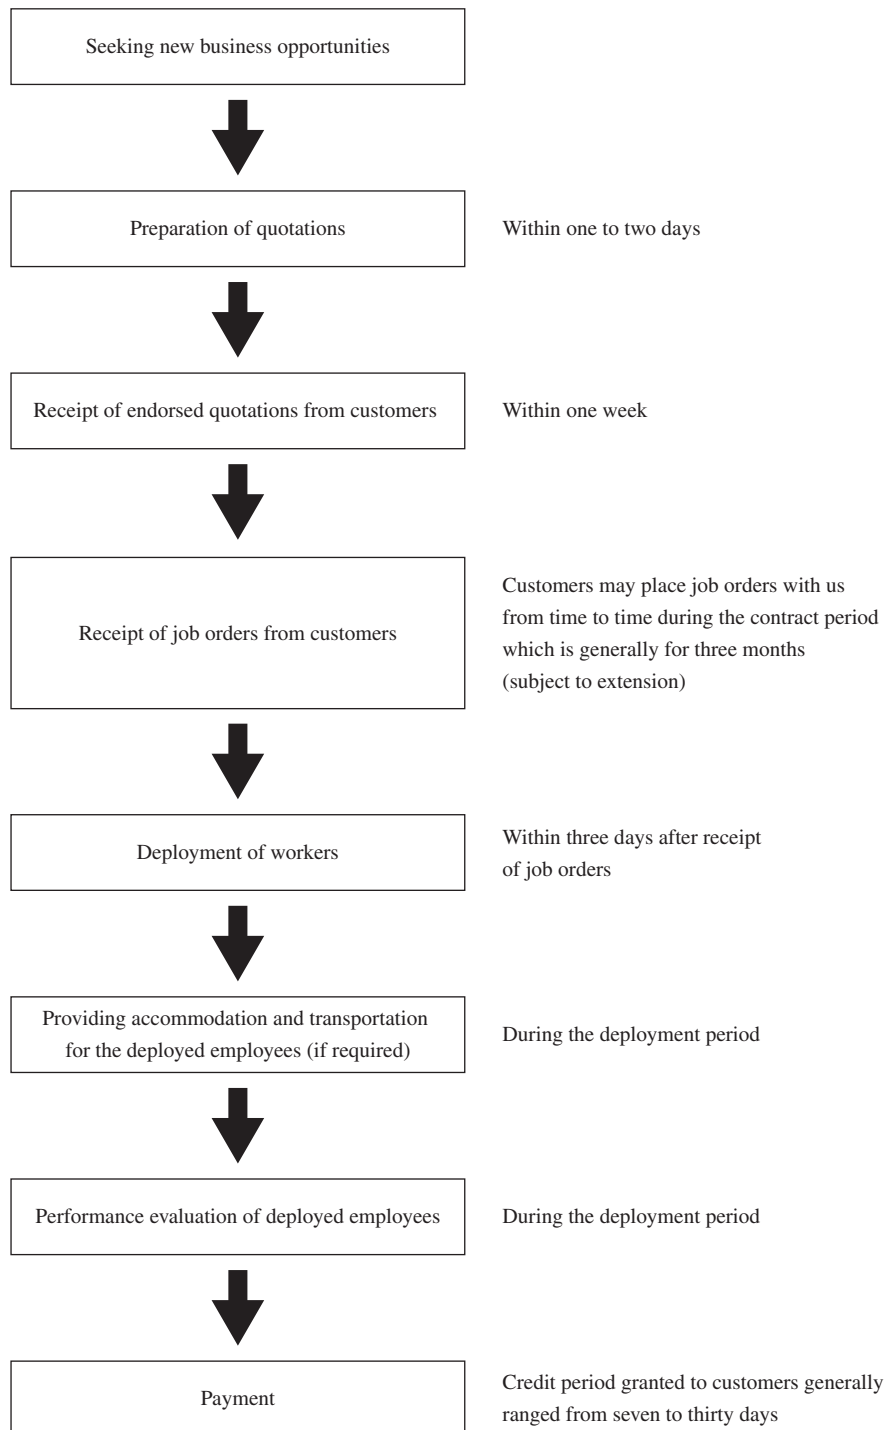 Seeking new business opportunities
Preparation of quotations
Within one to two days
Receipt of endorsed quotations from customers
Within one week
Receipt of job orders from customers
Customers may place job orders with us
from time to time during the contract period
which is generally for three months
(subject to extension)
Deployment of workers
Within three days after receipt
of job orders
Providing accommodation and transportation
for the deployed employees (if required)
During the deployment period
Performance evaluation of deployed employees
During the deployment period
Payment
Credit period granted to customers generally
ranged from seven to thirty days